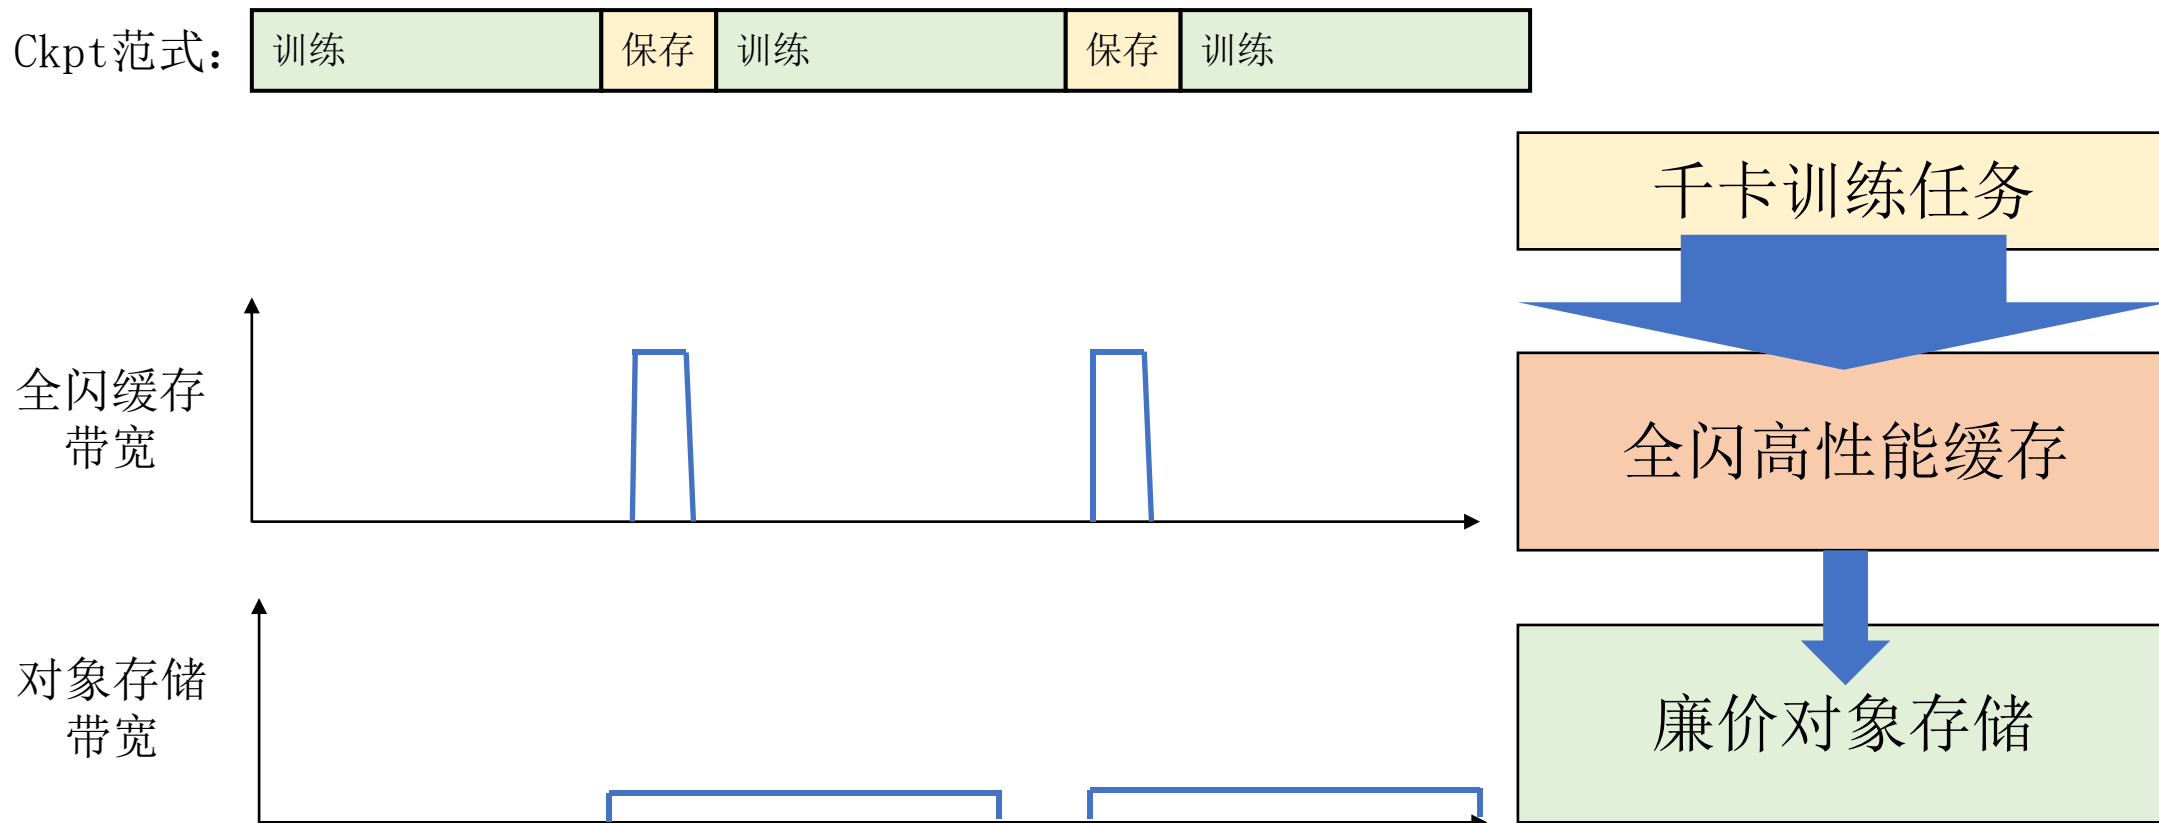 Ckpt范式：
训练
保存
训练
保存
训练
千卡训练任务
全闪缓存
带宽
全闪高性能缓存
对象存储
带宽
廉价对象存储